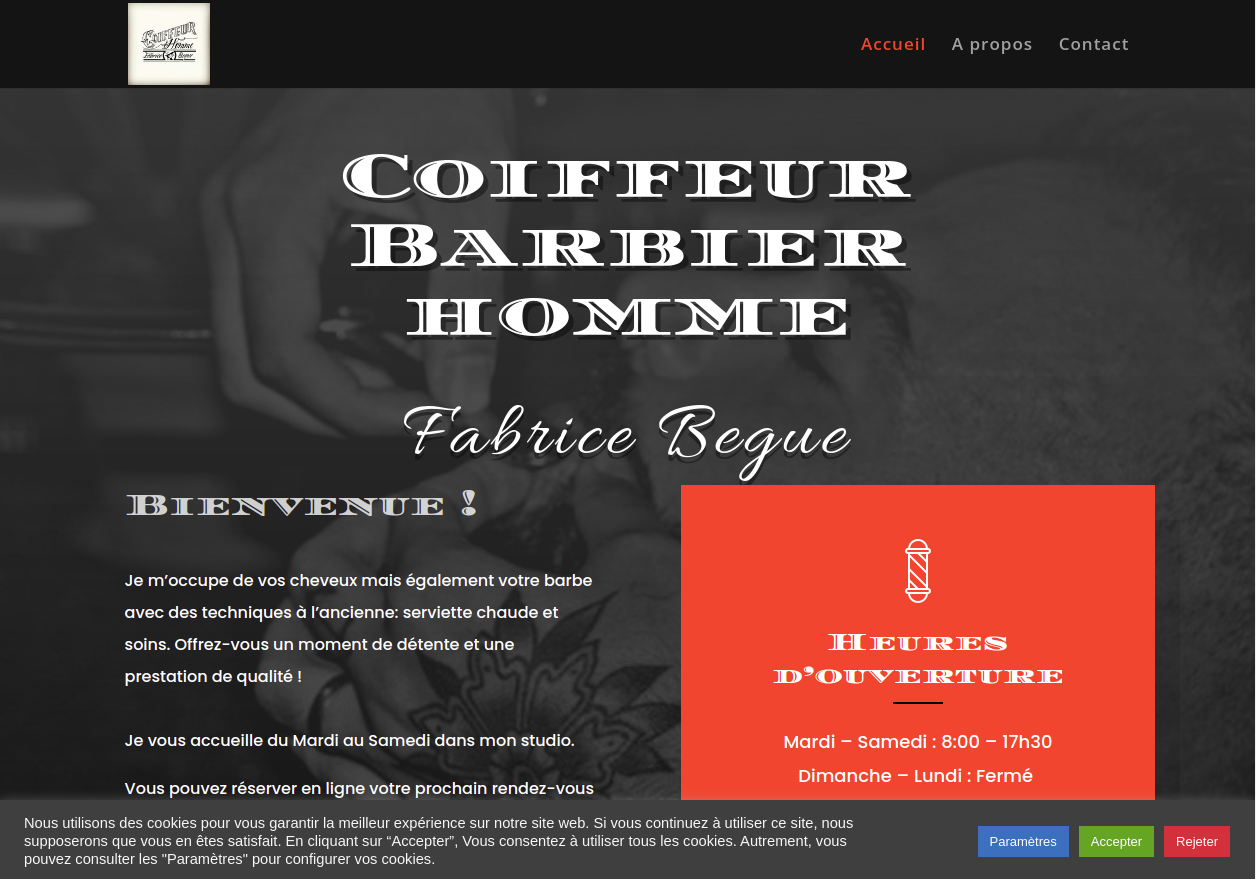 COIFFEUR
Homme
Fabrice Begue
Accueil
A propos
Contact
Coiffeur
Barbier
homme
Fabrice Begue
Bienvenue !
Je m’occupe de vos cheveux mais également votre barbe
avec des techniques à l’ancienne: serviette chaude et
soins. Offrez-vous un moment de détente et une
prestation de qualité !
Je vous accueille du Mardi au Samedi dans mon studio.
Vous pouvez réserver en ligne votre prochain rendez-vous
Heures
d’ouverture
Mardi – Samedi : 8:00 – 17h30
Dimanche – Lundi : Fermé
Nous utilisons des cookies pour vous garantir la meilleur expérience sur notre site web. Si vous continuez à utiliser ce site, nous
supposerons que vous en êtes satisfait. En cliquant sur “Accepter”, Vous consentez à utiliser tous les cookies. Autrement, vous
pouvez consulter les "Paramètres" pour configurer vos cookies.
Paramètres
Accepter
Rejeter